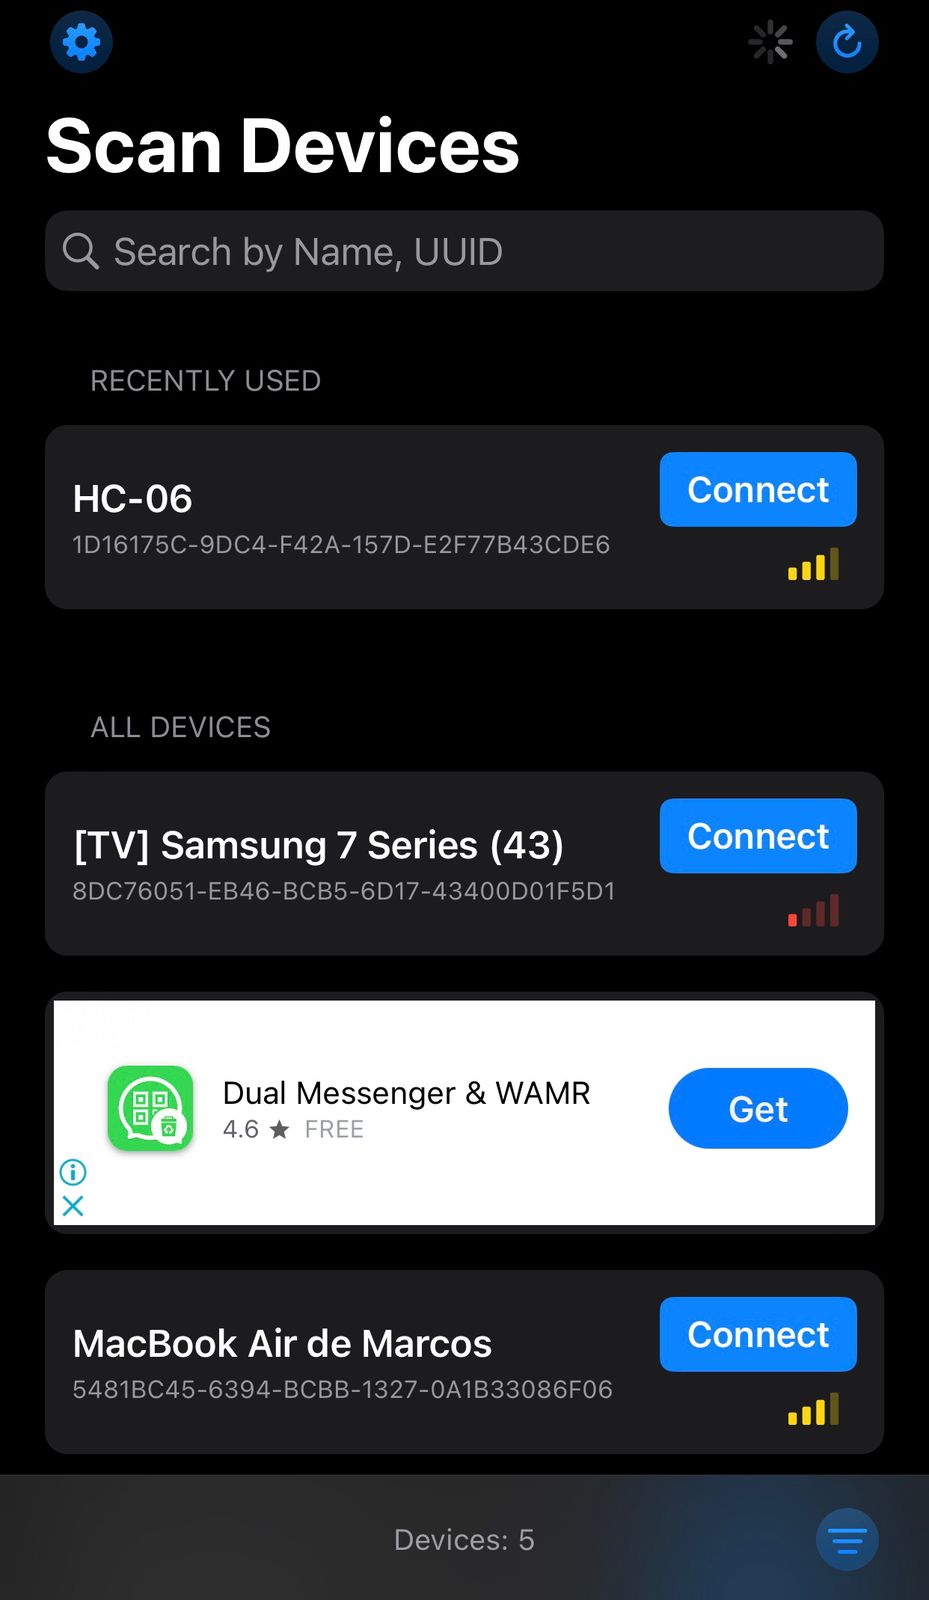 Scan Devices
Search by Name, UUID
RECENTLY USED
HC-06
Connect
1D16175C-9DC4-F42A-157D-E2F77B43CDE6
ALL DEVICES
[TV] Samsung 7 Series (43)
Connect
8DC76051-EB46-BCB5-6D17-43400D01F5D1
Dual Messenger & WAMR
4.6 ★ FREE
Get
MacBook Air de Marcos
Connect
5481BC45-6394-BCBB-1327-0A1B33086F06
Devices: 5